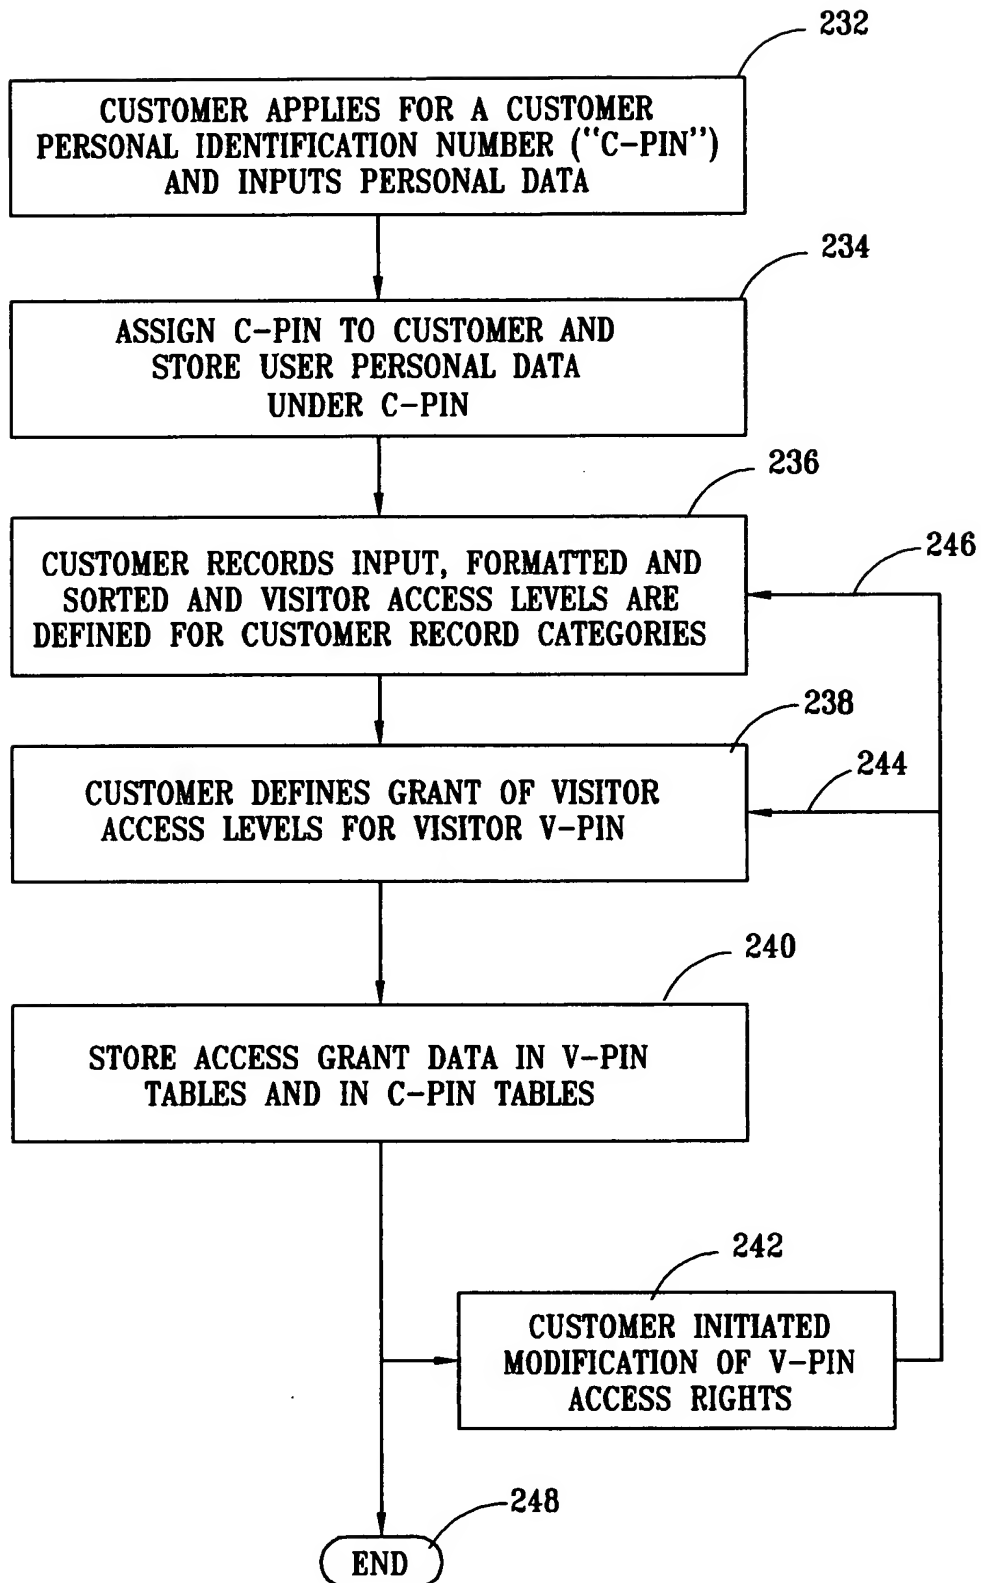 232
CUSTOMER APPLIES FOR A CUSTOMER
PERSONAL IDENTIFICATION NUMBER ("C-PIN")
AND INPUTS PERSONAL DATA
234
ASSIGN C-PIN TO CUSTOMER AND
STORE USER PERSONAL DATA
UNDER C-PIN
236
CUSTOMER RECORDS INPUT, FORMATTED AND
SORTED AND VISITOR ACCESS LEVELS ARE
DEFINED FOR CUSTOMER RECORD CATEGORIES
246
238
CUSTOMER DEFINES GRANT OF VISITOR
ACCESS LEVELS FOR VISITOR V-PIN
244
240
STORE ACCESS GRANT DATA IN V-PIN
TABLES AND IN C-PIN TABLES
242
CUSTOMER INITIATED
MODIFICATION OF V-PIN
ACCESS RIGHTS
248
END